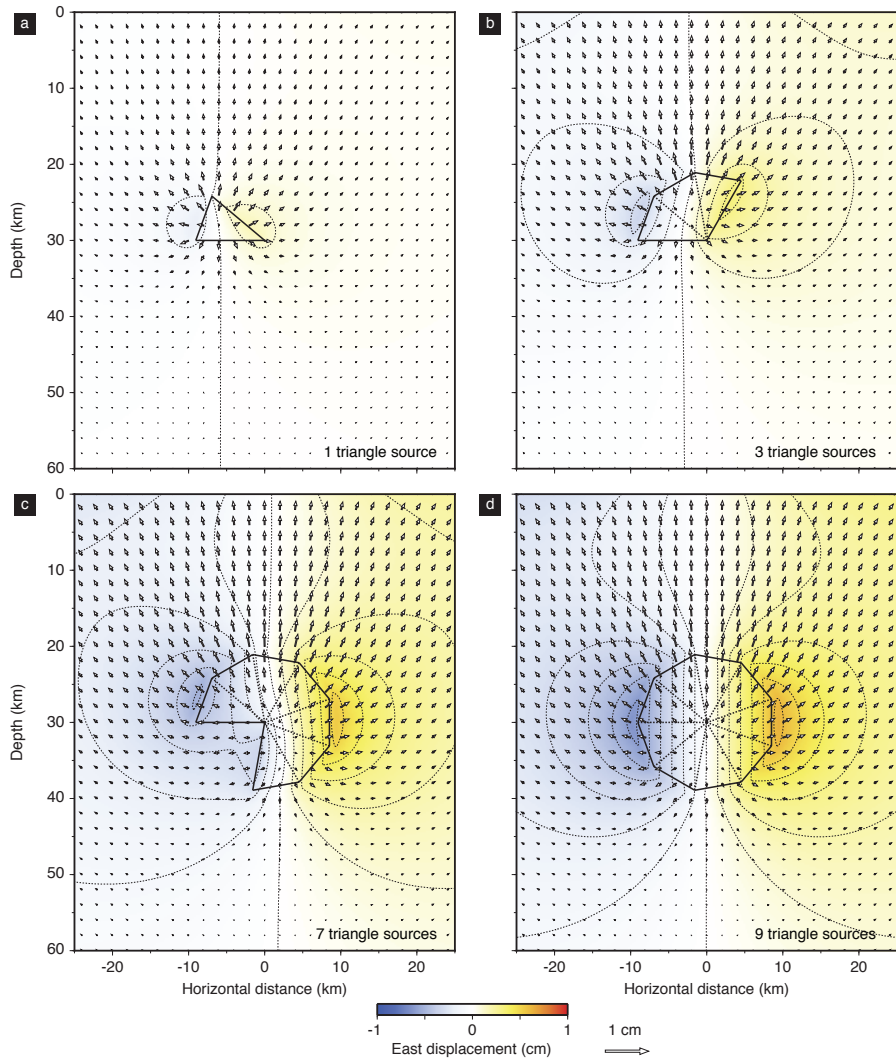 a
b
0
10
20
30
40
50
60
Depth (km)
1 triangle source
3 triangle sources
c
d
0
10
20
30
40
50
60
Depth (km)
7 triangle sources
9 triangle sources
-20 -10 0 10 20
-20 -10 0 10 20
Horizontal distance (km)
Horizontal distance (km)
-1 0 1
East displacement (cm)
1 cm